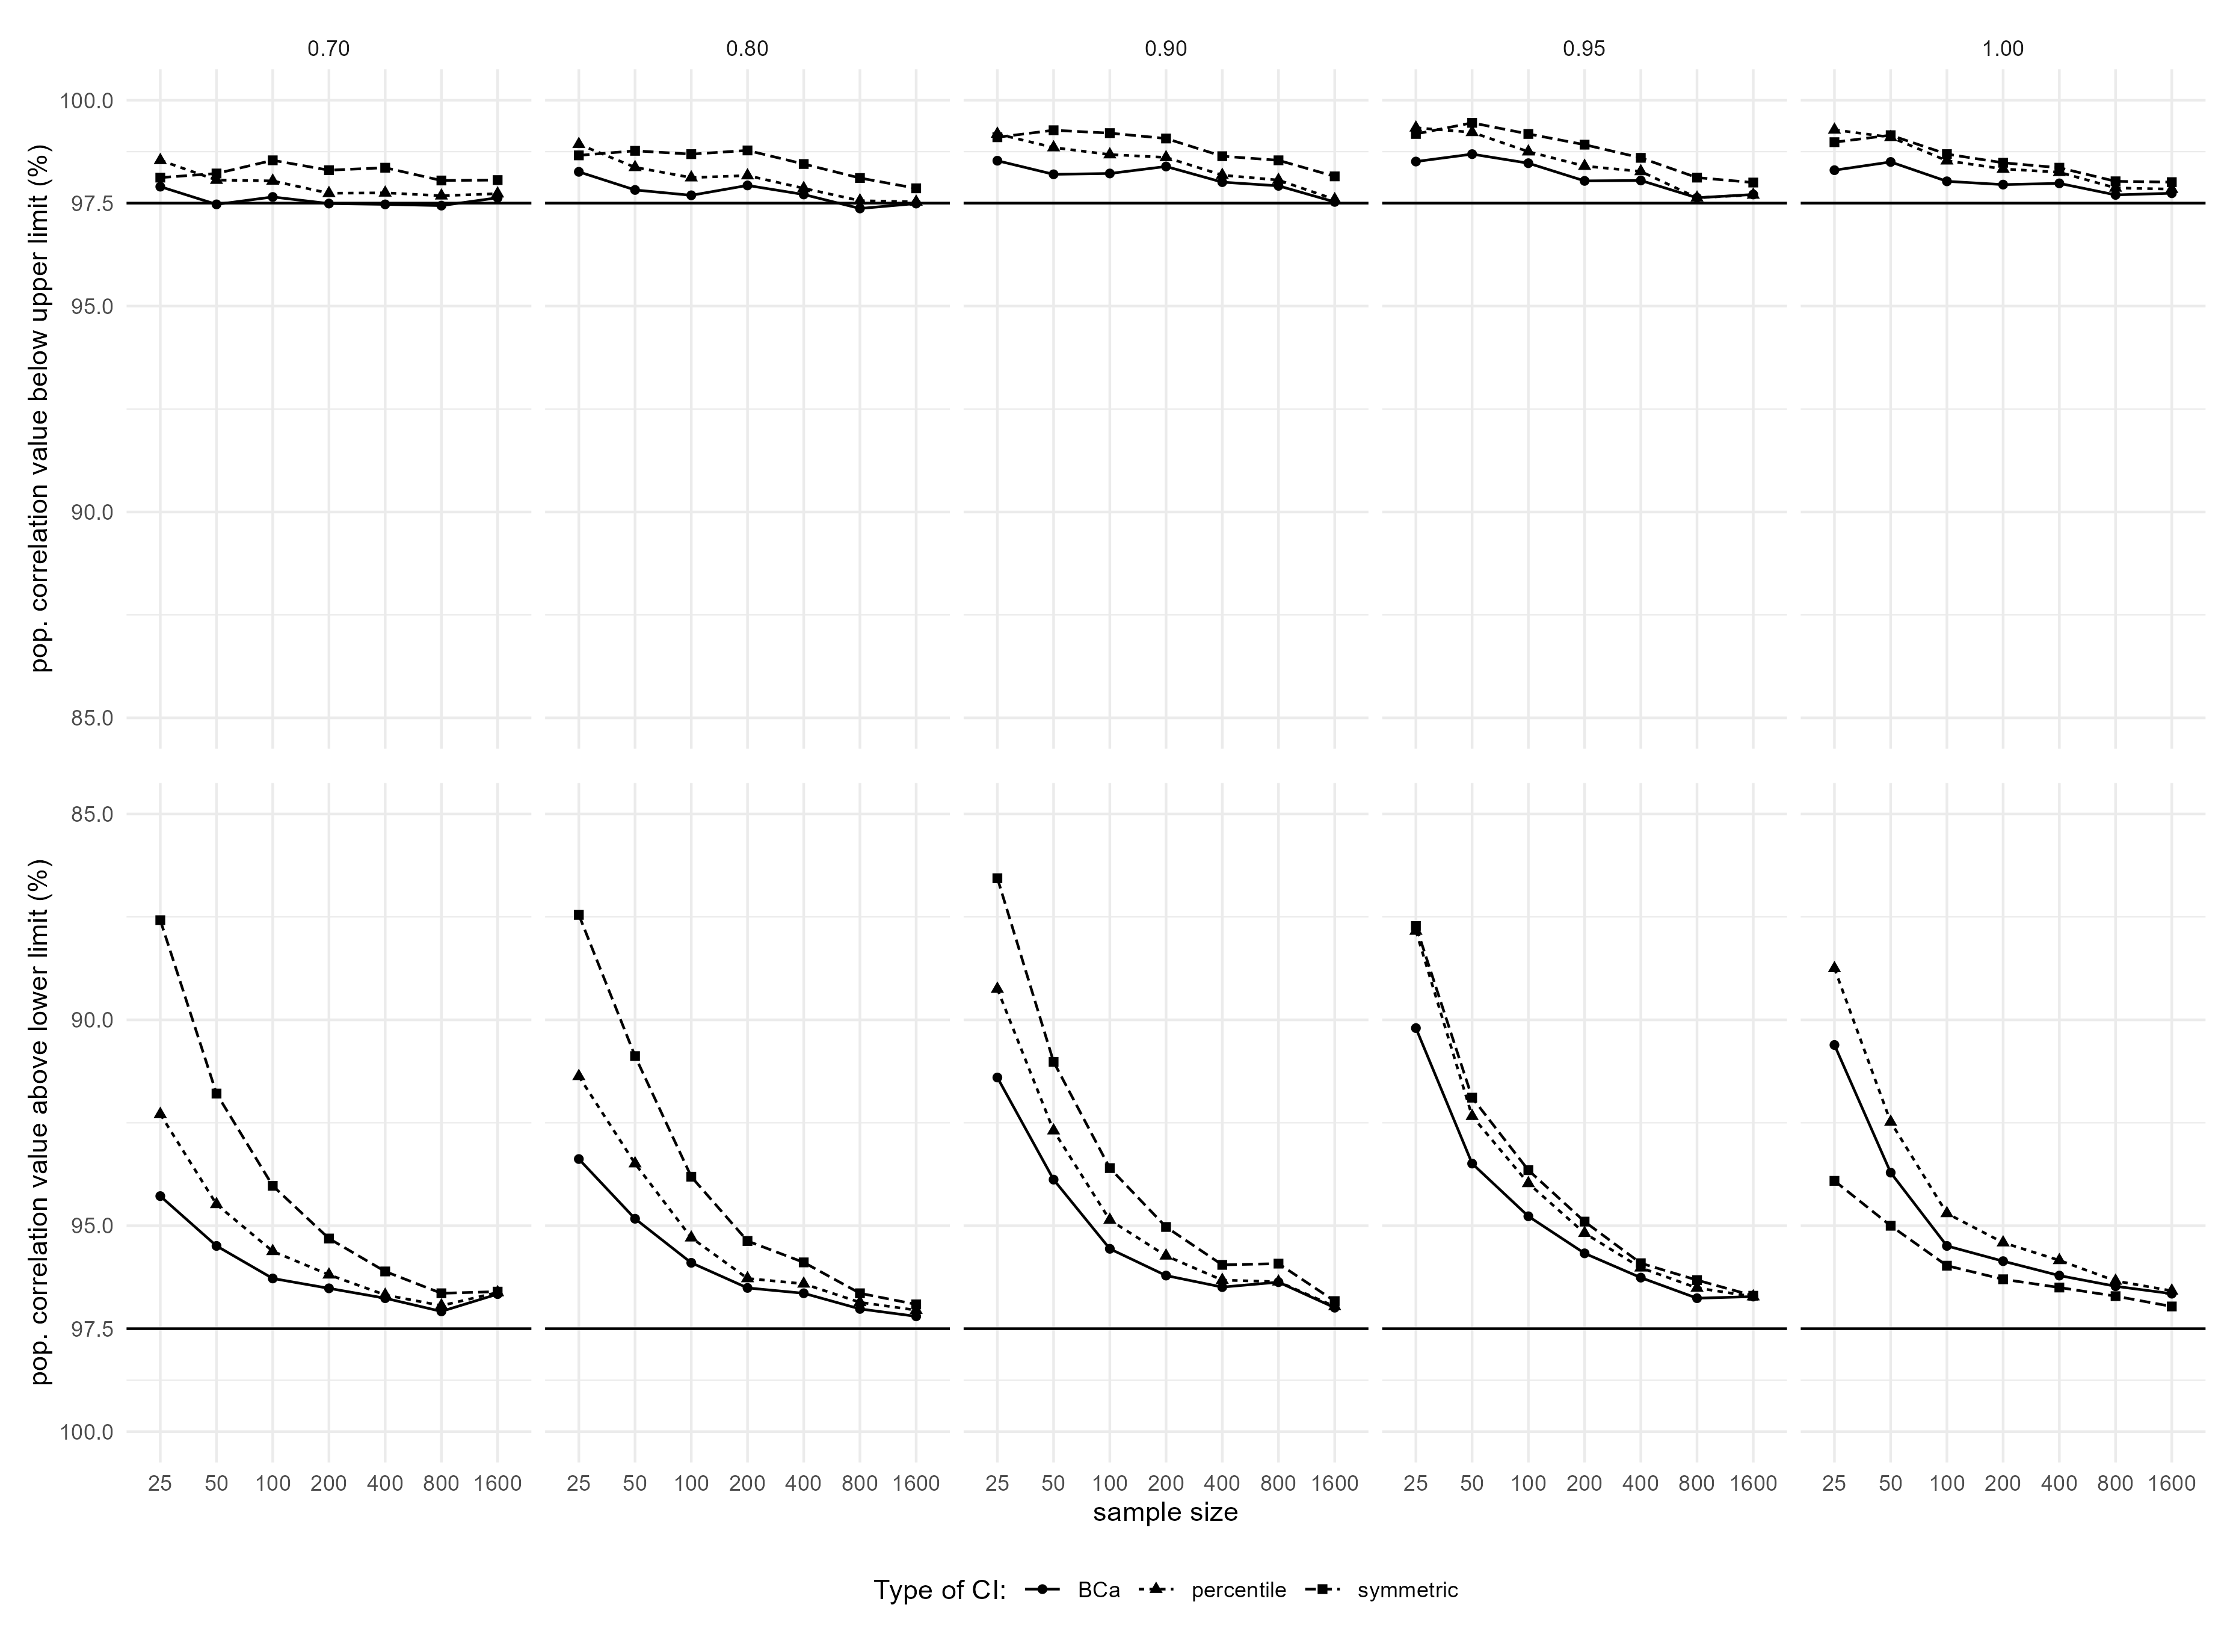 0.70 0.80 0.90 0.95 1.00
pop. correlation value below upper limit (%)
100.0
97.5
95.0
90.0
85.0
pop. correlation value above lower limit (%)
85.0
90.0
95.0
97.5
100.0
25 50 100 200 400 800 1600 25 50 100 200 400 800 1600 25 50 100 200 400 800 1600 25 50 100 200 400 800 1600 25 50 100 200 400 800 1600
sample size
Type of CI: BCa percentile symmetric